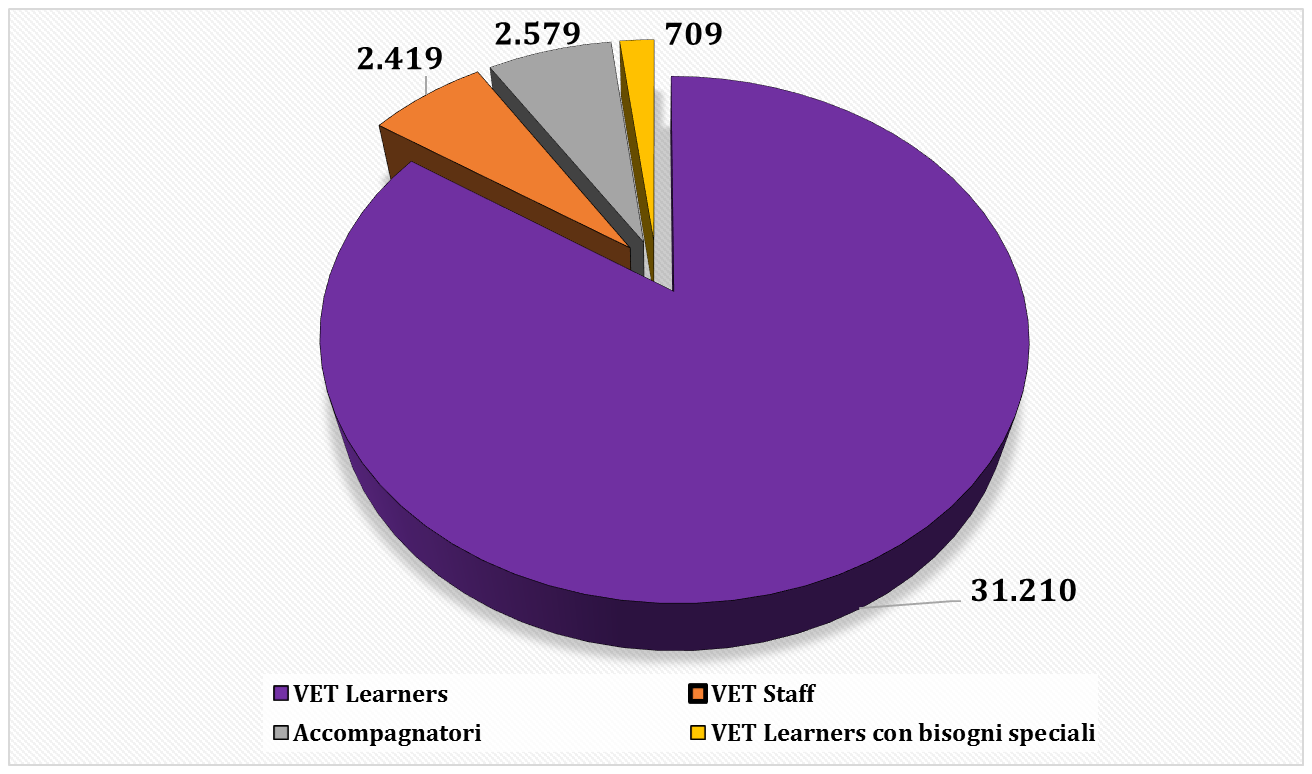 2.579
709
2.419
31.210
VET Learners
VET Staff
Accompagnatori
VET Learners con bisogni speciali